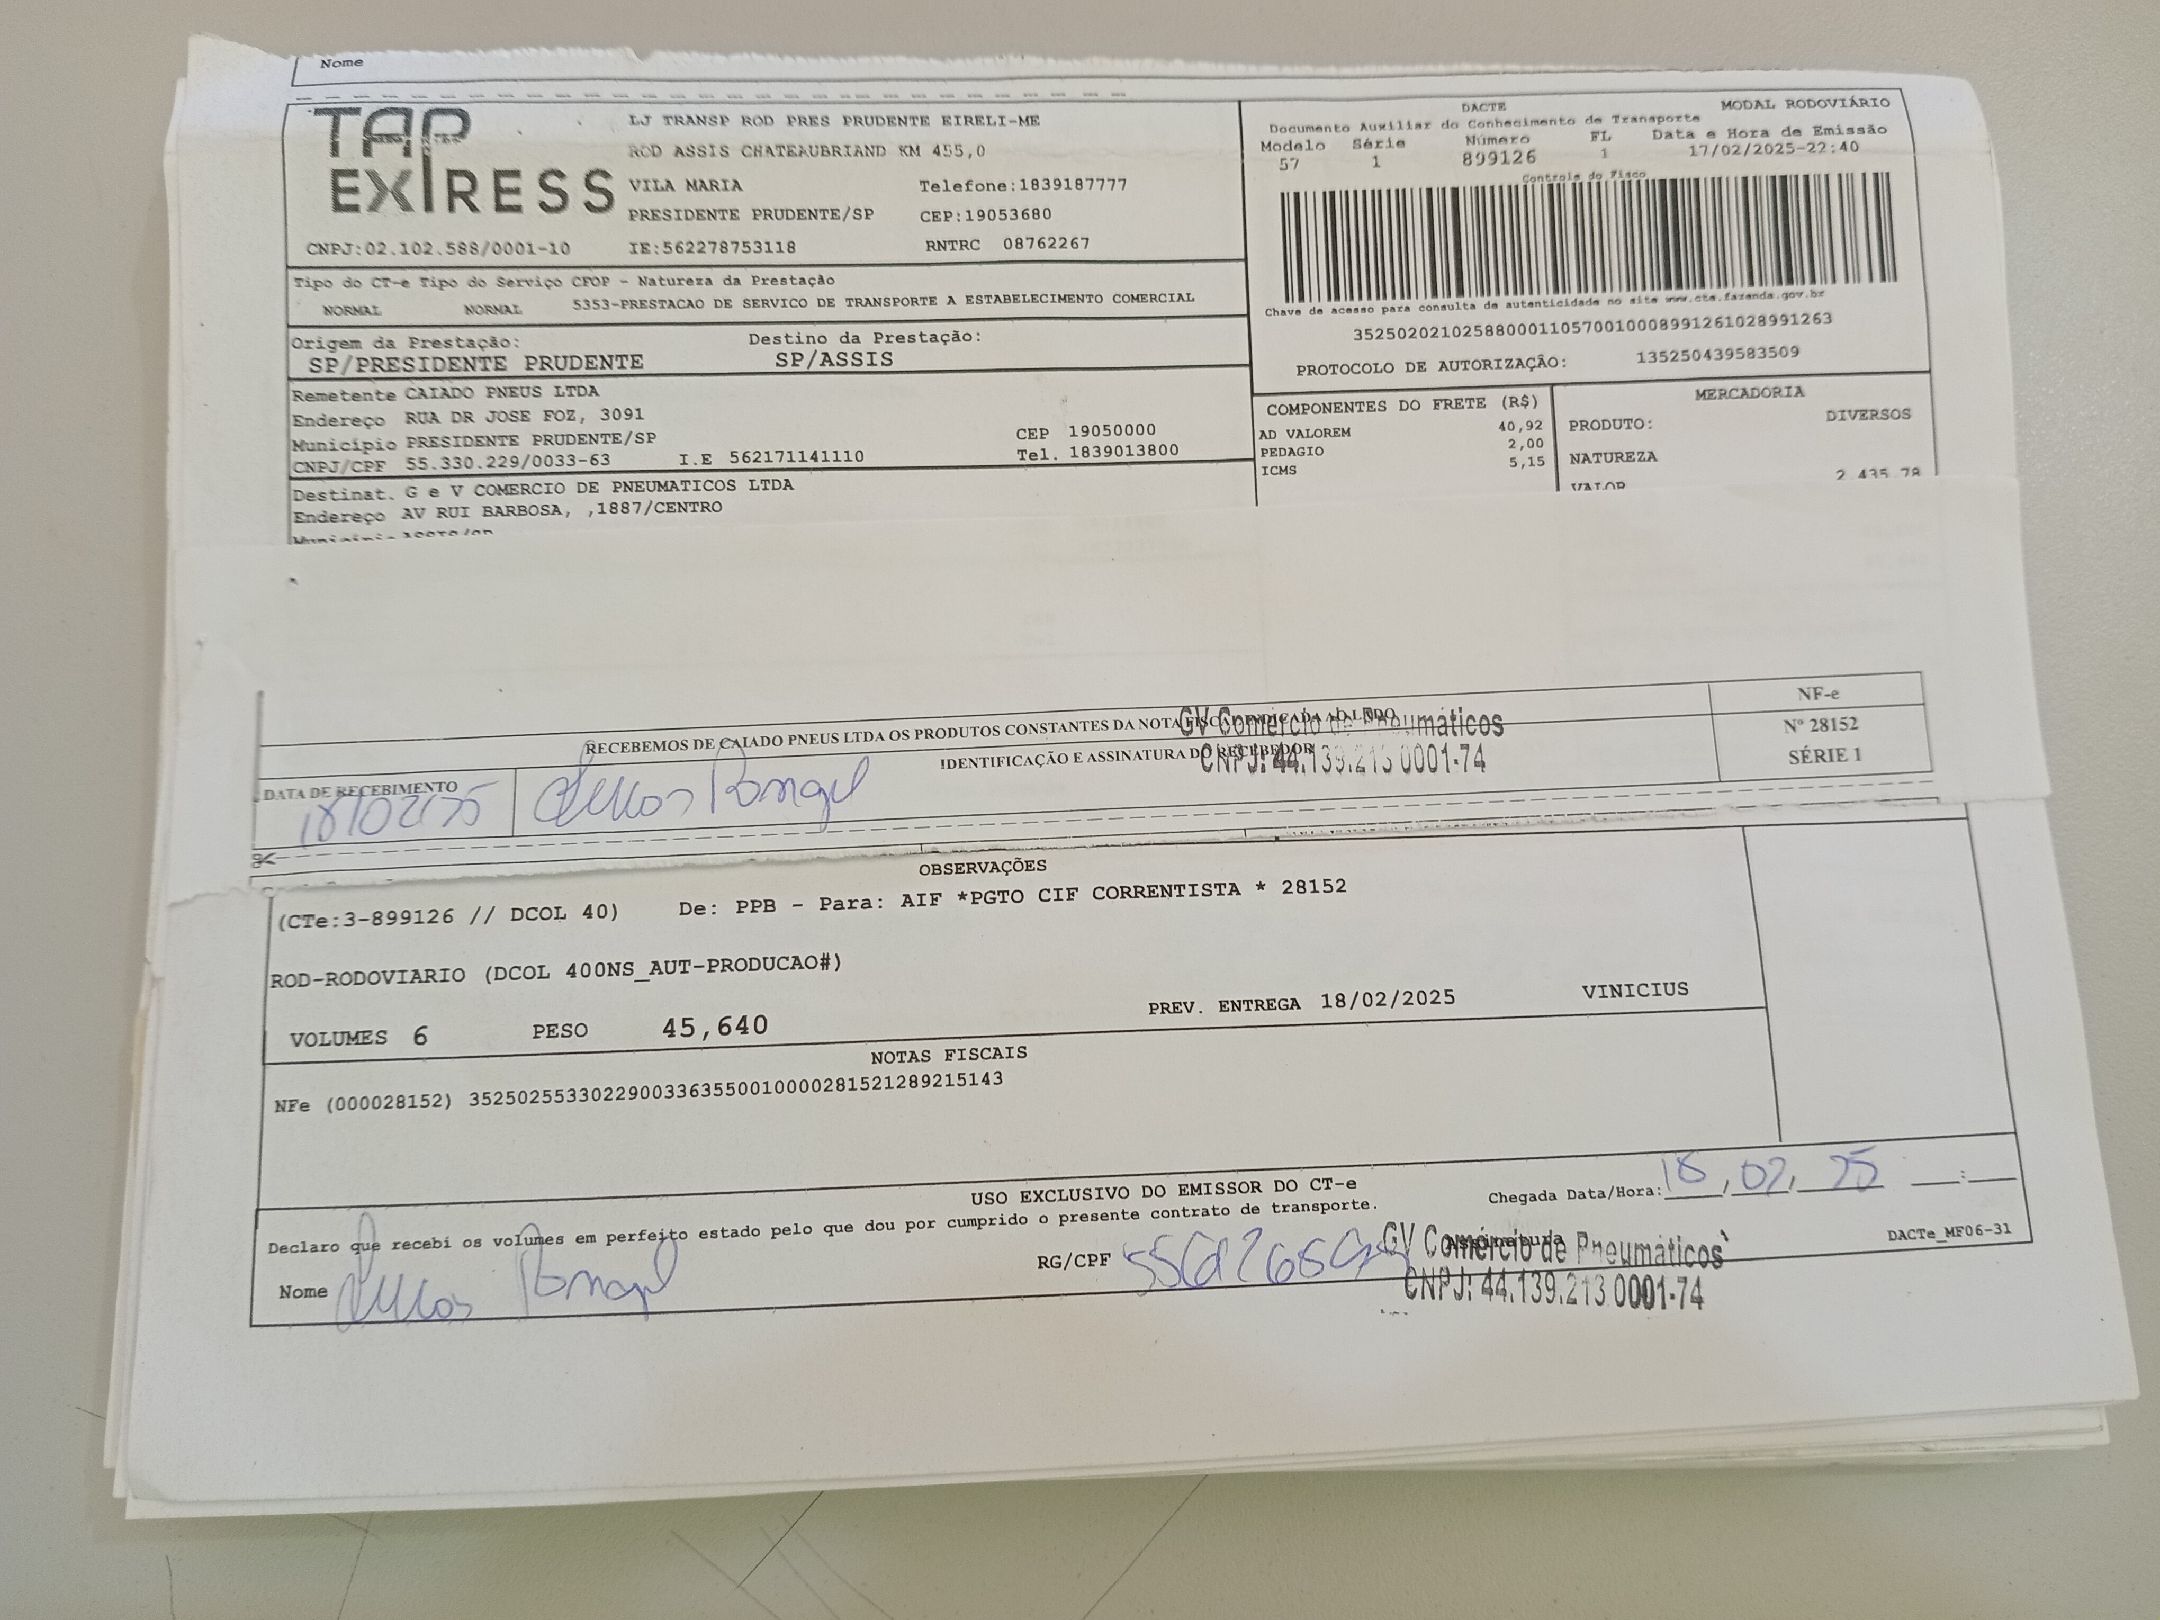 Nome
TAP EXPRESS
LJ TRANSP ROD PRES PRUDENTE EIRELI-ME
ROD ASSIS CHATEAUBRIAND KM 455,0
VILA MARIA Telefone:1839187777
PRESIDENTE PRUDENTE/SP CEP:19053680
CNPJ:02.102.588/0001-10 IE:562278753118 RNTRC 08762267
DACTE MODAL RODOVIÁRIO
Documento Auxiliar do Conhecimento de Transporte
Modelo Série Número FL Data e Hora de Emissão
57 1 899126 1 17/02/2025-22:40
Controle do Fisco
Chave de acesso para consulta de autenticidade no site www.cte.fazenda.gov.br
35250202102588000110570010008991261028991263
PROTOCOLO DE AUTORIZAÇÃO: 135250439583509
Tipo do CT-e Tipo do Serviço CFOP - Natureza da Prestação
NORMAL NORMAL 5353-PRESTACAO DE SERVICO DE TRANSPORTE A ESTABELECIMENTO COMERCIAL
Origem da Prestação: Destino da Prestação:
SP/PRESIDENTE PRUDENTE SP/ASSIS
Remetente CAIADO PNEUS LTDA
Endereço RUA DR JOSE FOZ, 3091
Município PRESIDENTE PRUDENTE/SP CEP 19050000
CNPJ/CPF 55.330.229/0033-63 I.E 562171141110 Tel. 1839013800
Destinat. G e V COMERCIO DE PNEUMATICOS LTDA
Endereço AV RUI BARBOSA, ,1887/CENTRO
COMPONENTES DO FRETE (R$)
AD VALOREM 40,92
PEDAGIO 2,00
ICMS 5,15
MERCADORIA
PRODUTO: DIVERSOS
NATUREZA
VALOR 2.435,78
RECEBEMOS DE CAIADO PNEUS LTDA OS PRODUTOS CONSTANTES DA NOTA FISCAL INDICADA AO LADO
GV Comércio de Pneumáticos
CNPJ: 44.139.213 0001-74
NF-e
Nº 28152
SÉRIE 1
DATA DE RECEBIMENTO IDENTIFICAÇÃO E ASSINATURA DO RECEBEDOR
18/02/25
OBSERVAÇÕES
(CTe:3-899126 // DCOL 40) De: PPB - Para: AIF *PGTO CIF CORRENTISTA * 28152
ROD-RODOVIARIO (DCOL 400NS_AUT-PRODUCAO#)
VOLUMES 6 PESO 45,640 PREV. ENTREGA 18/02/2025 VINICIUS
NOTAS FISCAIS
NFe (000028152) 35250255330229003363550010000281521289215143
USO EXCLUSIVO DO EMISSOR DO CT-e
Chegada Data/Hora: 18, 02, 25 __:__
Declaro que recebi os volumes em perfeito estado pelo que dou por cumprido o presente contrato de transporte.
Nome RG/CPF Assinatura DACTe_MF06-31
GV Comércio de Pneumáticos
CNPJ: 44.139.213 0001-74